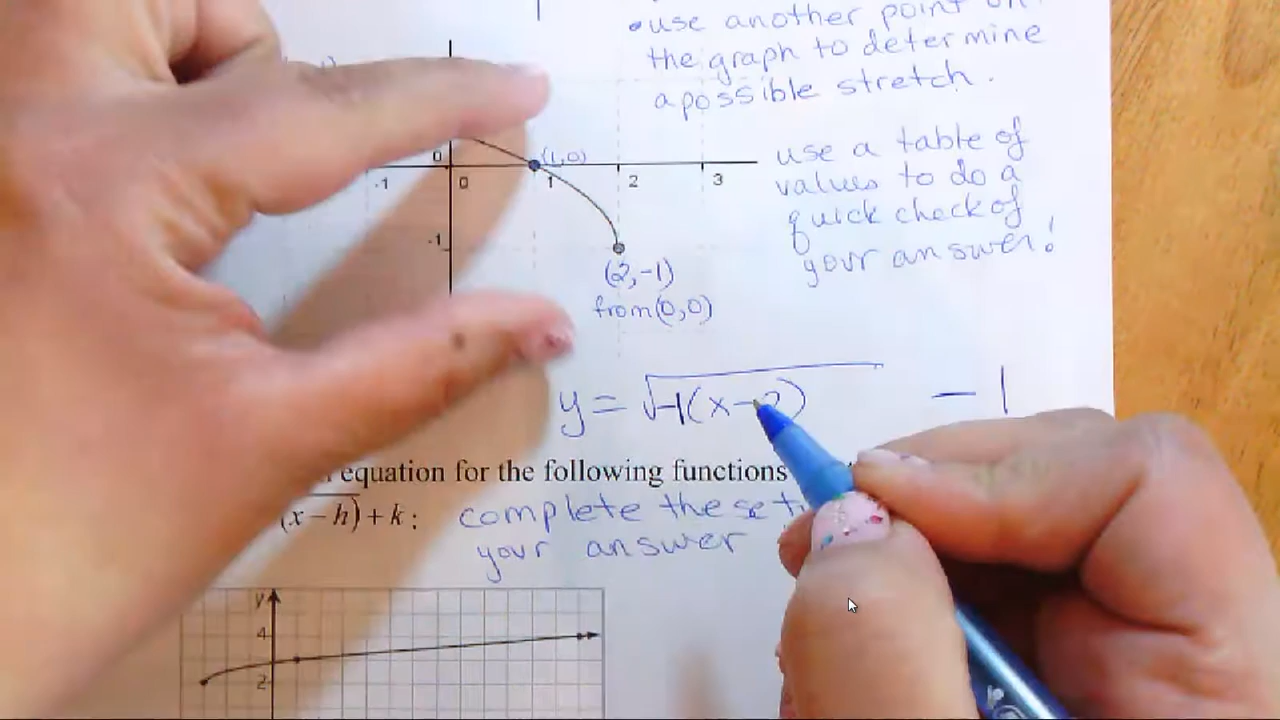 •use another point on
the graph to determine
a possible stretch.
0 (1,0)
-1 0 1 2 3
-1
(2,-1)
from (0,0)
use a table of
values to do a
quick check of
your answer!
y = √-1(x-2) -1
equation for the following functions
(x-h)+k: complete the se
your answer
y
4
2